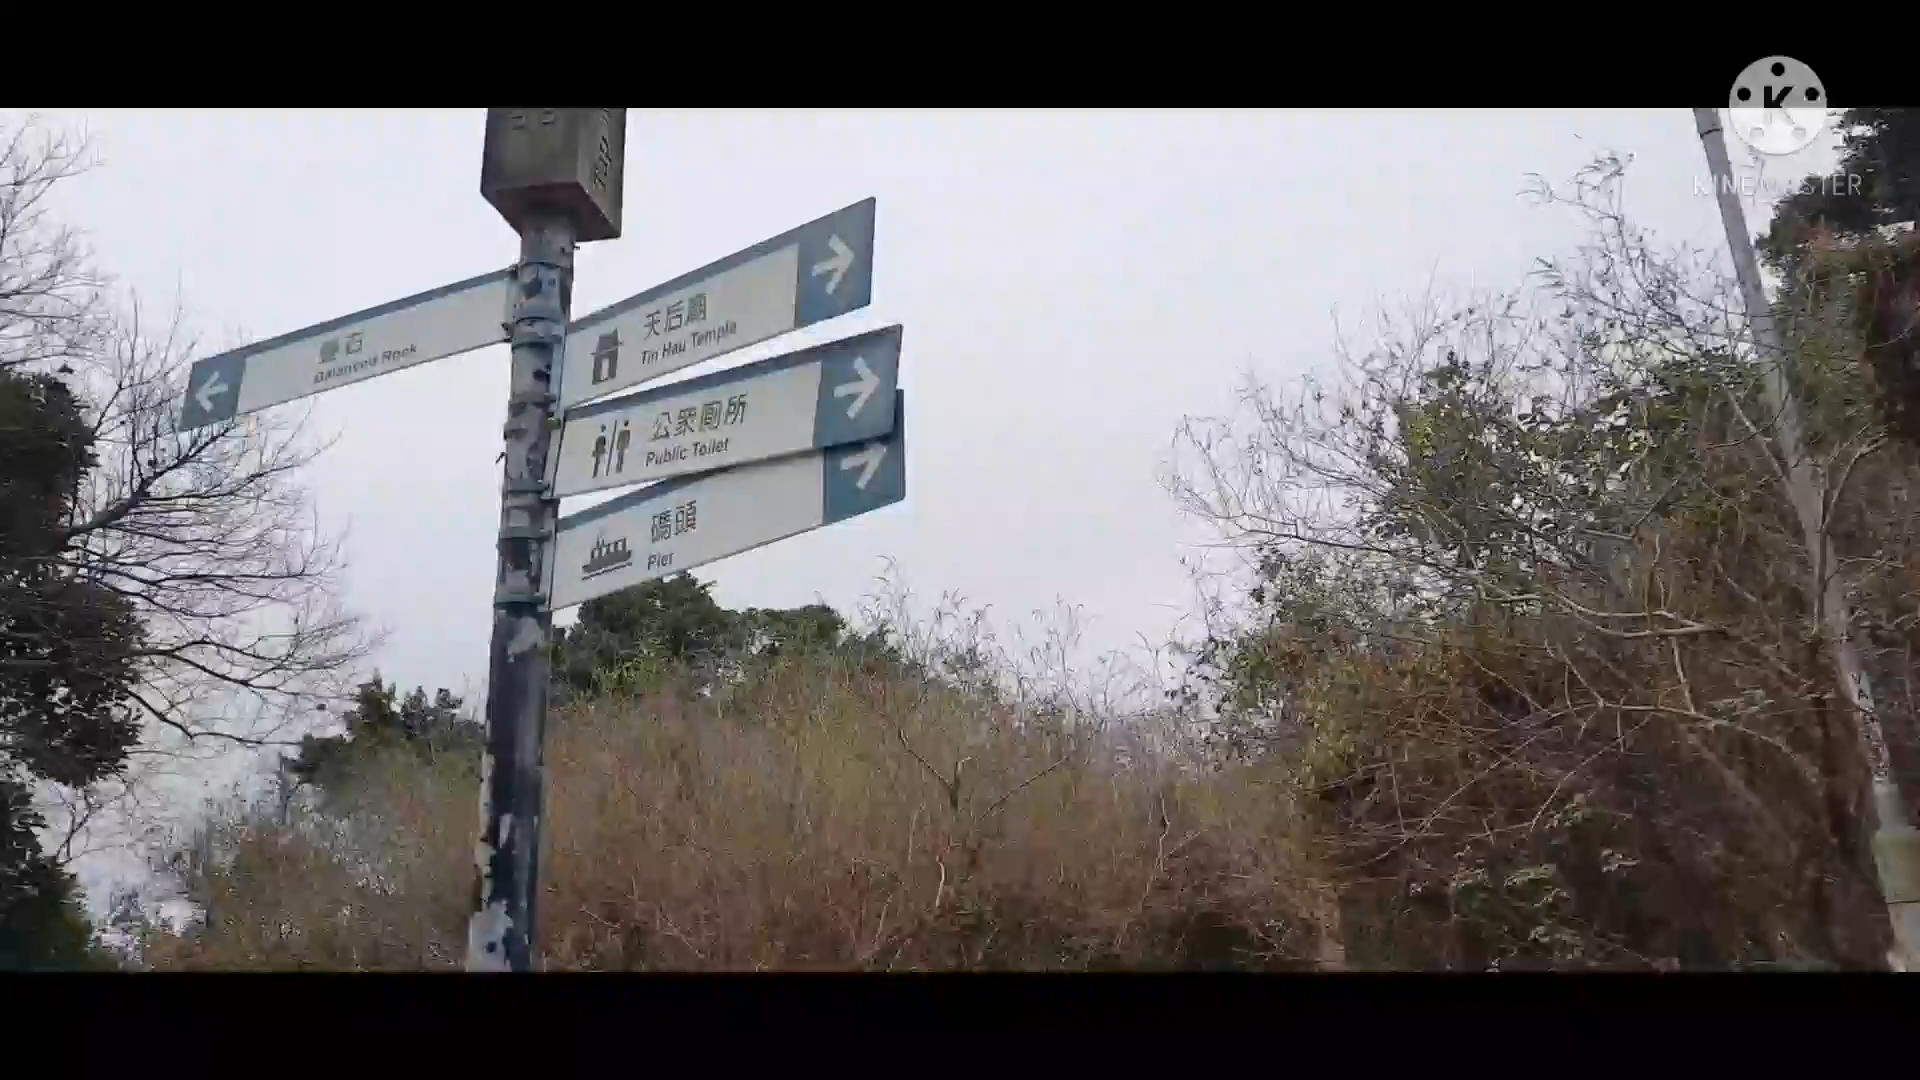 KINEMASTER
天后廟
Tin Hau Temple
疊石
Balanced Rock
公眾廁所
Public Toilet
碼頭
Pier